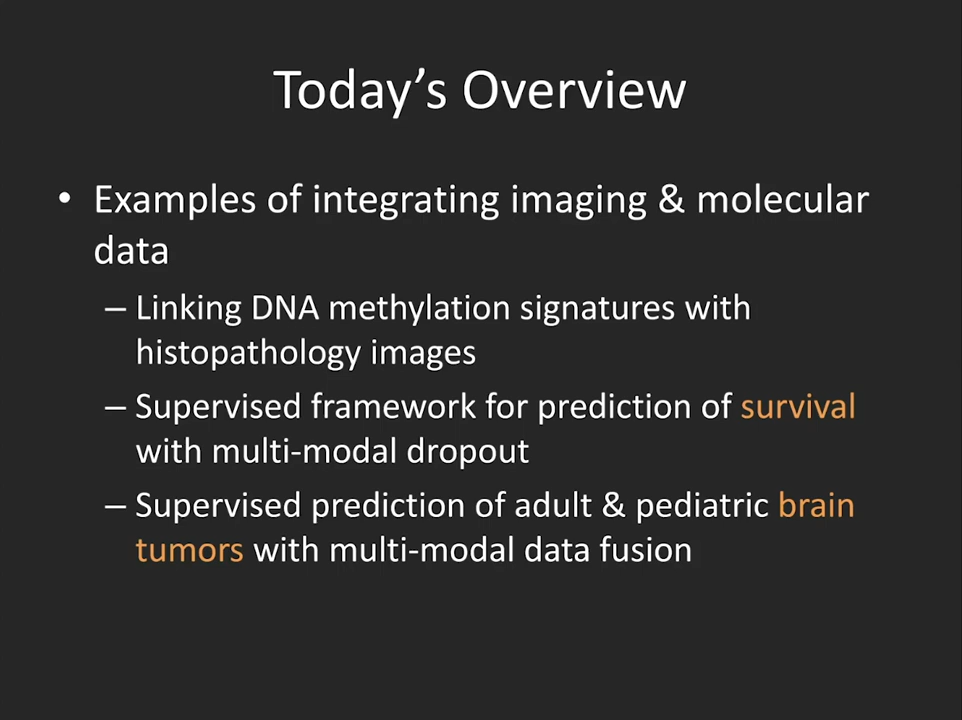 Today’s Overview
• Examples of integrating imaging & molecular
data
– Linking DNA methylation signatures with
histopathology images
– Supervised framework for prediction of survival
with multi-modal dropout
– Supervised prediction of adult & pediatric brain
tumors with multi-modal data fusion